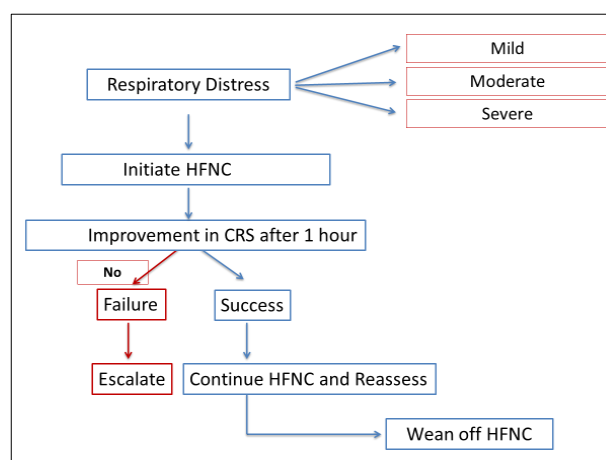 Mild
Respiratory Distress
Moderate
Severe
Initiate HFNC
Improvement in CRS after 1 hour
No
Failure
Success
Escalate
Continue HFNC and Reassess
Wean off HFNC